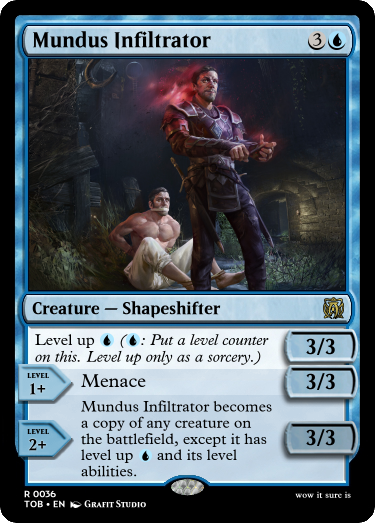 Mundus Infiltrator 3
Creature — Shapeshifter
Level up (: Put a level counter
on this. Level up only as a sorcery.)
3/3
LEVEL
1+
Menace
3/3
LEVEL
2+
Mundus Infiltrator becomes
a copy of any creature on
the battlefield, except it has
level up and its level
abilities.
3/3
R 0036
TOB • EN Grafit Studio
wow it sure is